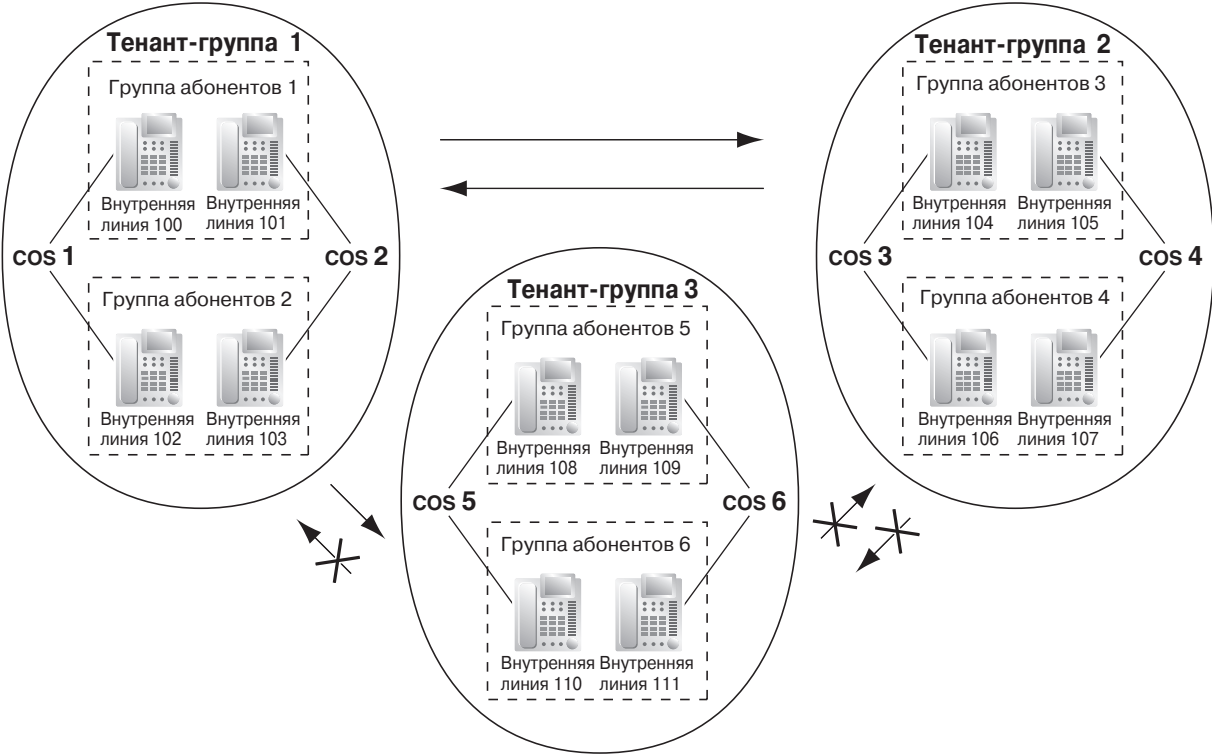 Тенант-группа 1
Группа абонентов 1
Внутренняя Внутренняя
линия 100 линия 101
COS 1 COS 2
Группа абонентов 2
Внутренняя Внутренняя
линия 102 линия 103
Тенант-группа 2
Группа абонентов 3
Внутренняя Внутренняя
линия 104 линия 105
COS 3 COS 4
Группа абонентов 4
Внутренняя Внутренняя
линия 106 линия 107
Тенант-группа 3
Группа абонентов 5
Внутренняя Внутренняя
линия 108 линия 109
COS 5 COS 6
Группа абонентов 6
Внутренняя Внутренняя
линия 110 линия 111